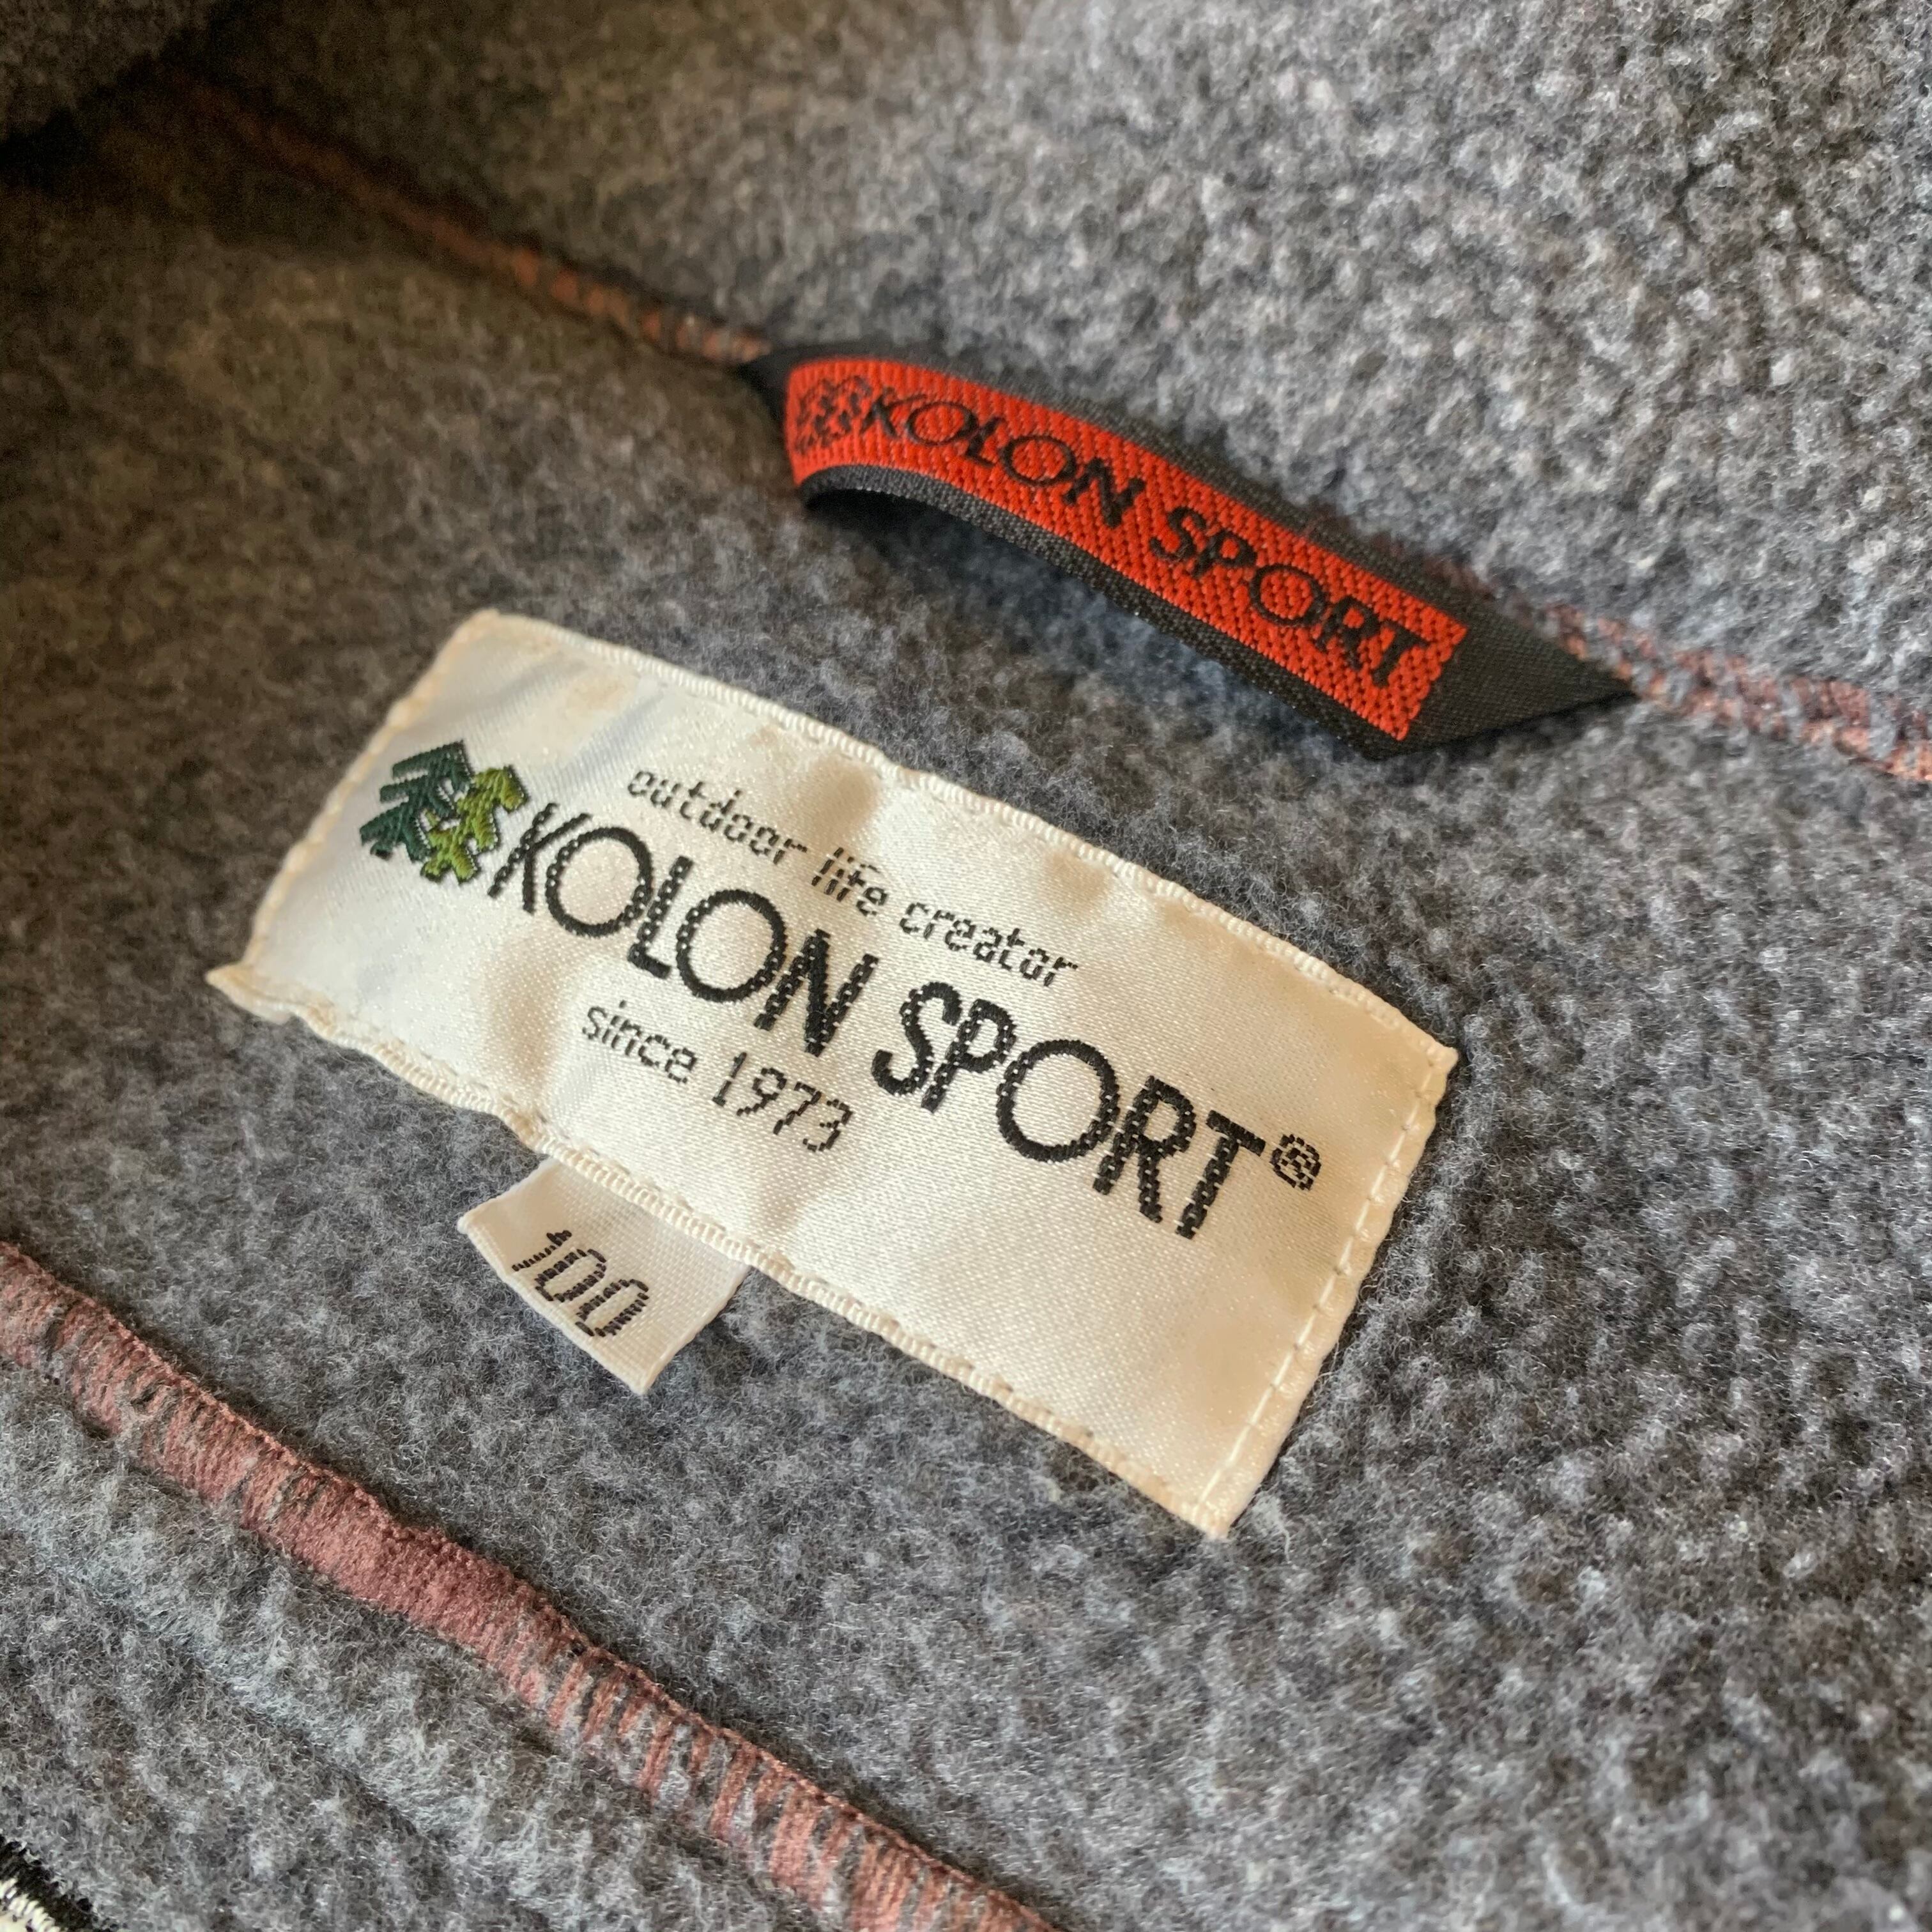 KOLON SPORT
outdoor life creator
KOLON SPORT®
since 1973
100